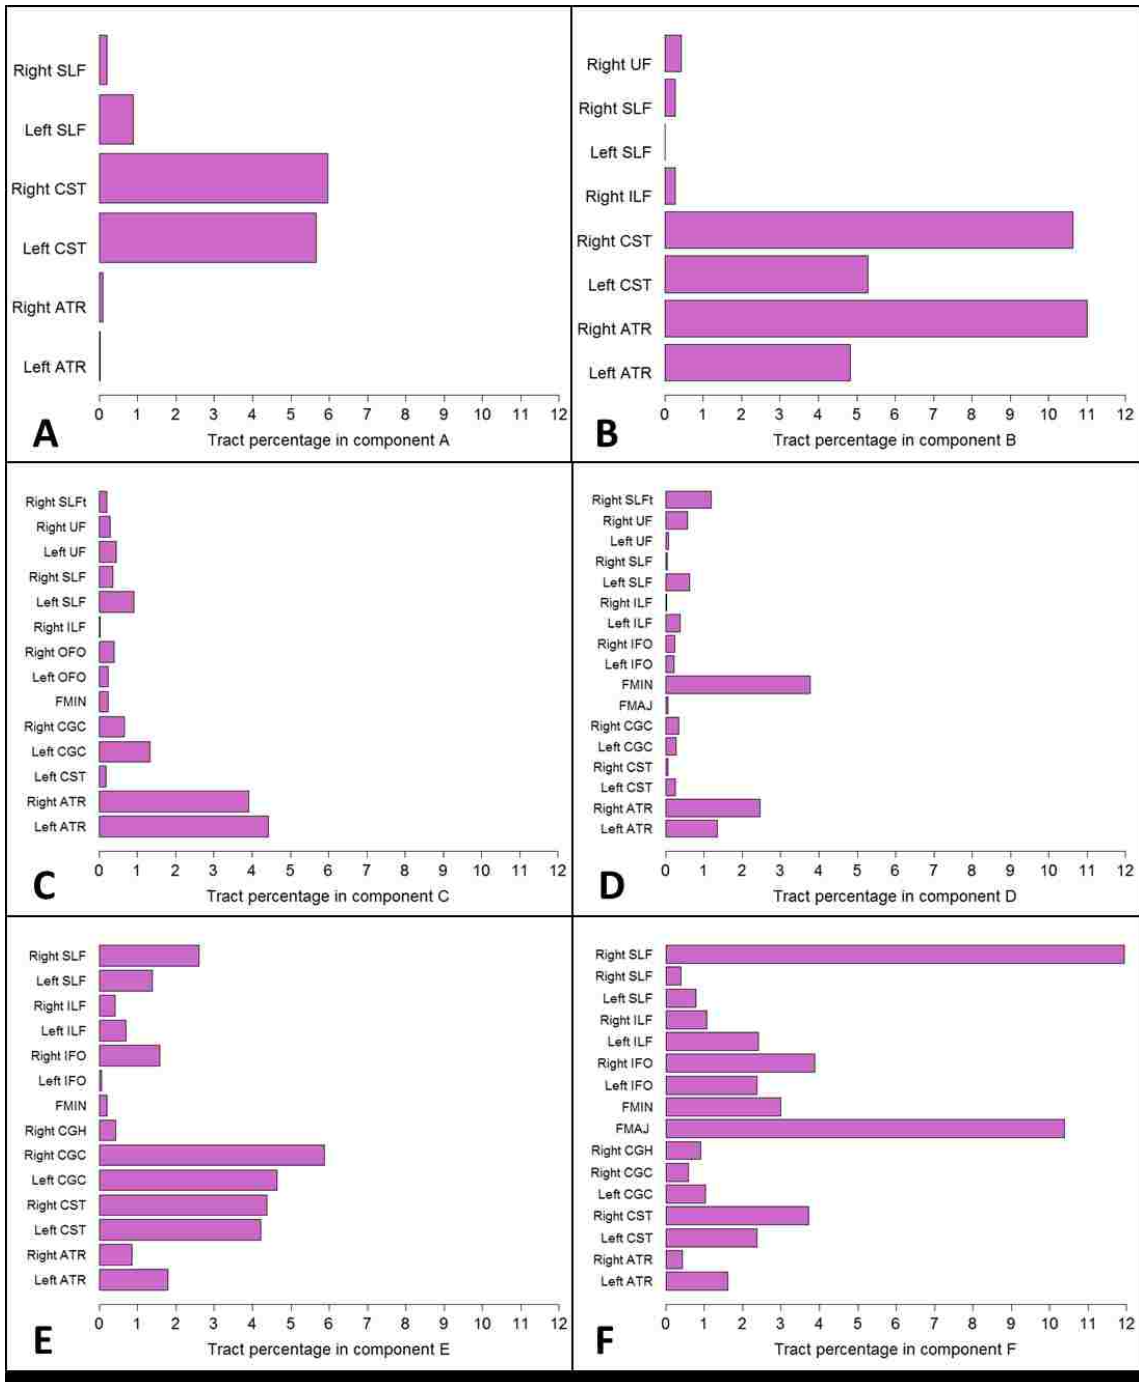 Right SLF
Left SLF
Right CST
Left CST
Right ATR
Left ATR
0 1 2 3 4 5 6 7 8 9 10 11 12
Tract percentage in component A
A
Right UF
Right SLF
Left SLF
Right ILF
Right CST
Left CST
Right ATR
Left ATR
0 1 2 3 4 5 6 7 8 9 10 11 12
Tract percentage in component B
B
Right SLFt
Right UF
Left UF
Right SLF
Left SLF
Right ILF
Right OFO
Left OFO
FMIN
Right CGC
Left CGC
Left CST
Right ATR
Left ATR
0 1 2 3 4 5 6 7 8 9 10 11 12
Tract percentage in component C
C
Right SLFt
Right UF
Left UF
Right SLF
Left SLF
Right ILF
Left ILF
Right IFO
Left IFO
FMIN
FMAJ
Right CGC
Left CGC
Right CST
Left CST
Right ATR
Left ATR
0 1 2 3 4 5 6 7 8 9 10 11 12
Tract percentage in component D
D
Right SLF
Left SLF
Right ILF
Left ILF
Right IFO
Left IFO
FMIN
Right CGH
Right CGC
Left CGC
Right CST
Left CST
Right ATR
Left ATR
0 1 2 3 4 5 6 7 8 9 10 11 12
Tract percentage in component E
E
Right SLF
Right SLF
Left SLF
Right ILF
Left ILF
Right IFO
Left IFO
FMIN
FMAJ
Right CGH
Right CGC
Left CGC
Right CST
Left CST
Right ATR
Left ATR
0 1 2 3 4 5 6 7 8 9 10 11 12
Tract percentage in component F
F